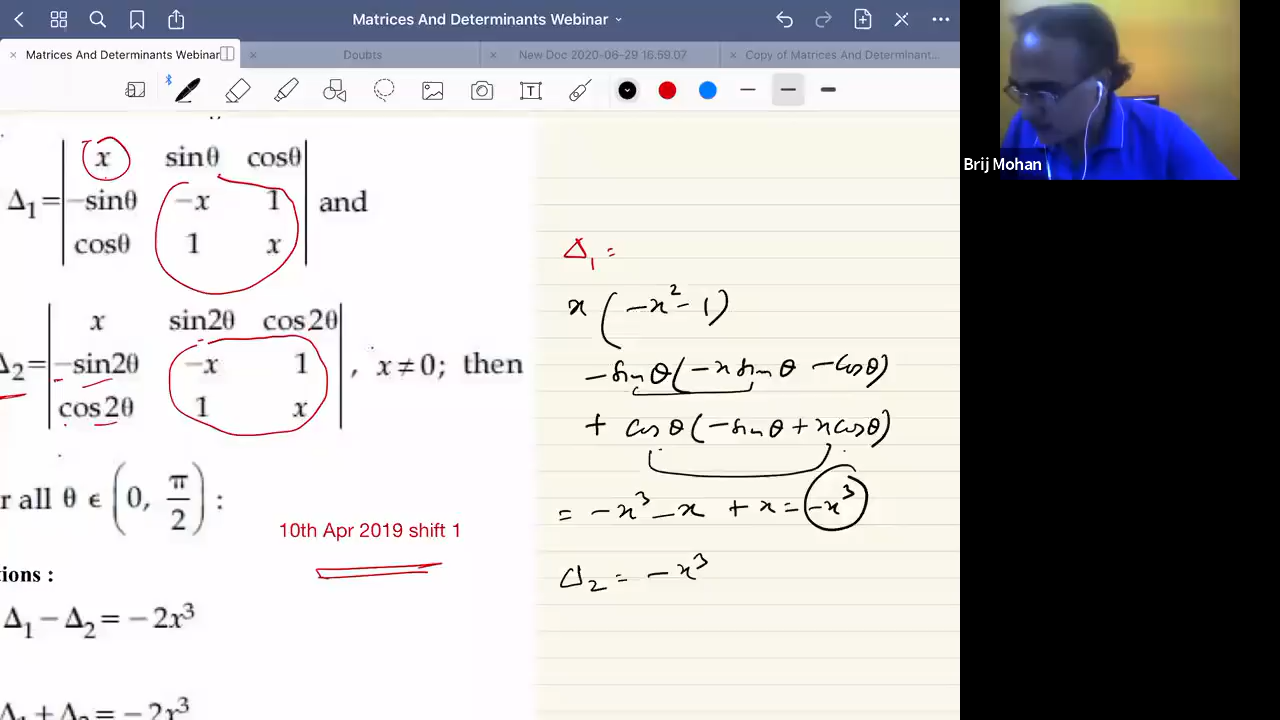 Matrices And Determinants Webinar
Matrices And Determinants Webinar
Doubts
New Doc 2020-06-29 16.59.07
Copy of Matrices And Determinant...
Brij Mohan
Δ₁=| x sinθ cosθ |
| −sinθ −x 1 | and
| cosθ 1 x |
Δ₂=| x sin2θ cos2θ |
| −sin2θ −x 1 | , x≠0; then
| cos2θ 1 x |
r all θ ϵ (0, π/2) :
10th Apr 2019 shift 1
tions :
Δ₁ − Δ₂ = − 2x³
Δ₁ + Δ₂ = − 2x³
Δ₁ =
x(−x² − 1)
− sinθ(−x sinθ − cosθ)
+ cosθ(−sinθ + x cosθ)
= −x³ − x + x = −x³
Δ₂ = −x³